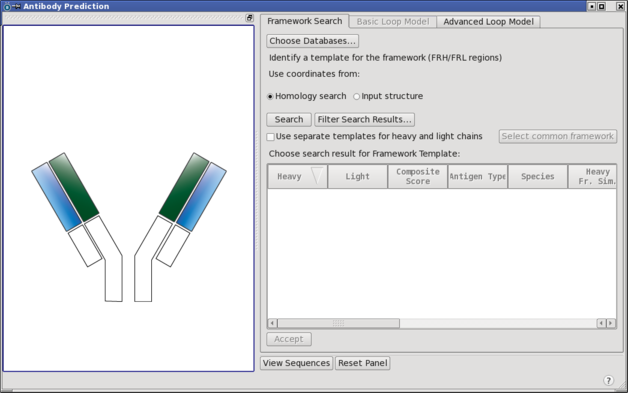 Antibody Prediction
Framework Search
Basic Loop Model
Advanced Loop Model
Choose Databases...
Identify a template for the framework (FRH/FRL regions)
Use coordinates from:
Homology search
Input structure
Search
Filter Search Results...
Use separate templates for heavy and light chains
Select common framework
Choose search result for Framework Template:
Heavy
Light
Composite
Score
Antigen Type
Species
Heavy
Fr. Sim.
Accept
View Sequences
Reset Panel
?